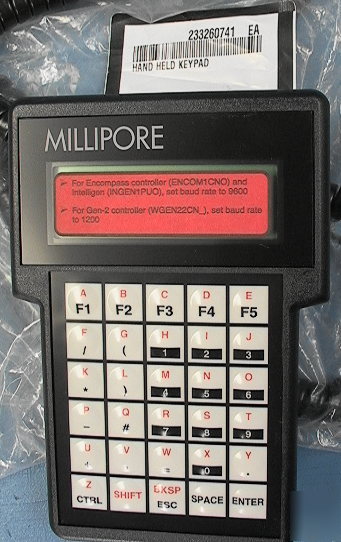 233260741 EA
HAND HELD KEYPAD
MILLIPORE
➢ For Encompass controller (ENCOM1CNO) and
Intelligen (INGEN1PUO), set baud rate to 9600
➢ For Gen-2 controller (WGEN22CN_), set baud rate
to 1200
A B C D E
F1 F2 F3 F4 F5
F G H I J
/ ( 1 2 3
K L M N O
* ) 4 5 6
P Q R S T
– # 7 8 9
U V W X Y
= 0 .
Z SHIFT BKSP SPACE ENTER
CTRL ESC